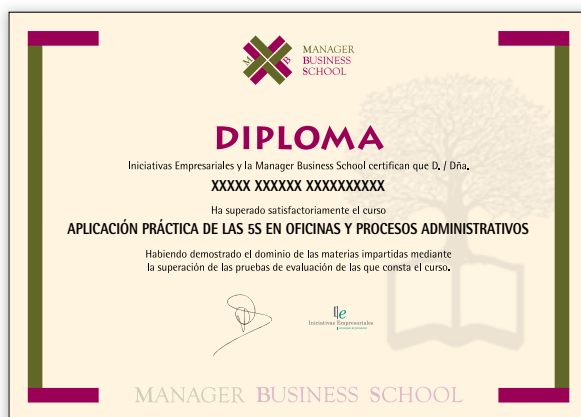 M B
MANAGER
BUSINESS
SCHOOL
DIPLOMA
Iniciativas Empresariales y la Manager Business School certifican que D. / Dña.
XXXXX XXXXXX XXXXXXXXXX
Ha superado satisfactoriamente el curso
APLICACIÓN PRÁCTICA DE LAS 5S EN OFICINAS Y PROCESOS ADMINISTRATIVOS
Habiendo demostrado el dominio de las materias impartidas mediante
la superación de las pruebas de evaluación de las que consta el curso.
Iniciativas Empresariales
MANAGER BUSINESS SCHOOL